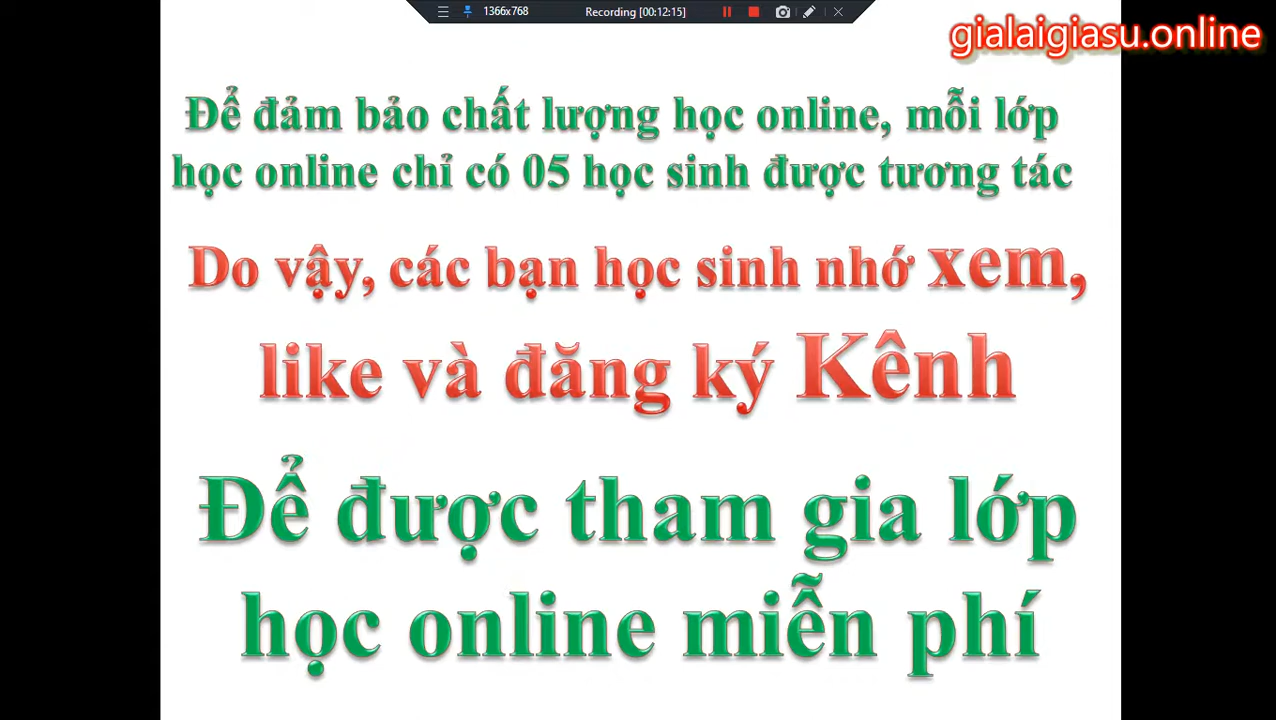 1366x768
Recording [00:12:15]
gialaigiasu.online
Để đảm bảo chất lượng học online, mỗi lớp
học online chỉ có 05 học sinh được tương tác
Do vậy, các bạn học sinh nhớ xem,
like và đăng ký Kênh
Để được tham gia lớp
học online miễn phí